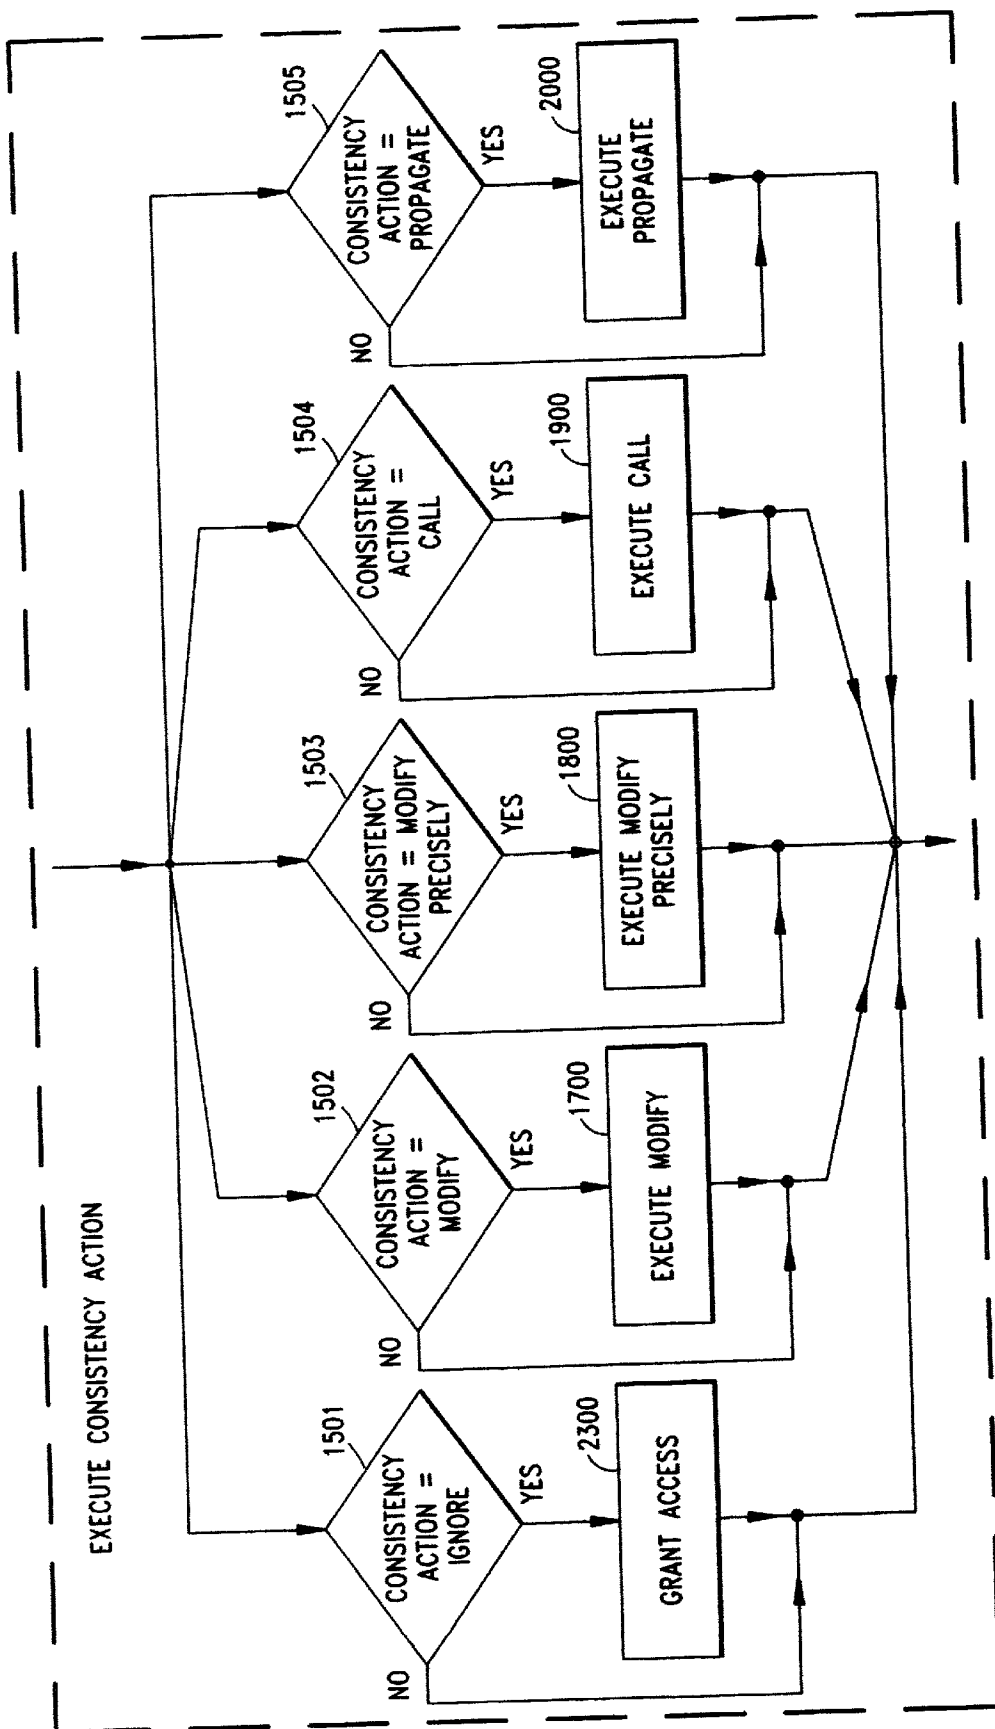 EXECUTE CONSISTENCY ACTION
1501
CONSISTENCY
ACTION =
IGNORE
NO
YES
2300
GRANT ACCESS
1502
CONSISTENCY
ACTION =
MODIFY
NO
YES
1700
EXECUTE MODIFY
1503
CONSISTENCY
ACTION = MODIFY
PRECISELY
NO
YES
1800
EXECUTE MODIFY
PRECISELY
1504
CONSISTENCY
ACTION =
CALL
NO
YES
1900
EXECUTE CALL
1505
CONSISTENCY
ACTION =
PROPAGATE
NO
YES
2000
EXECUTE
PROPAGATE